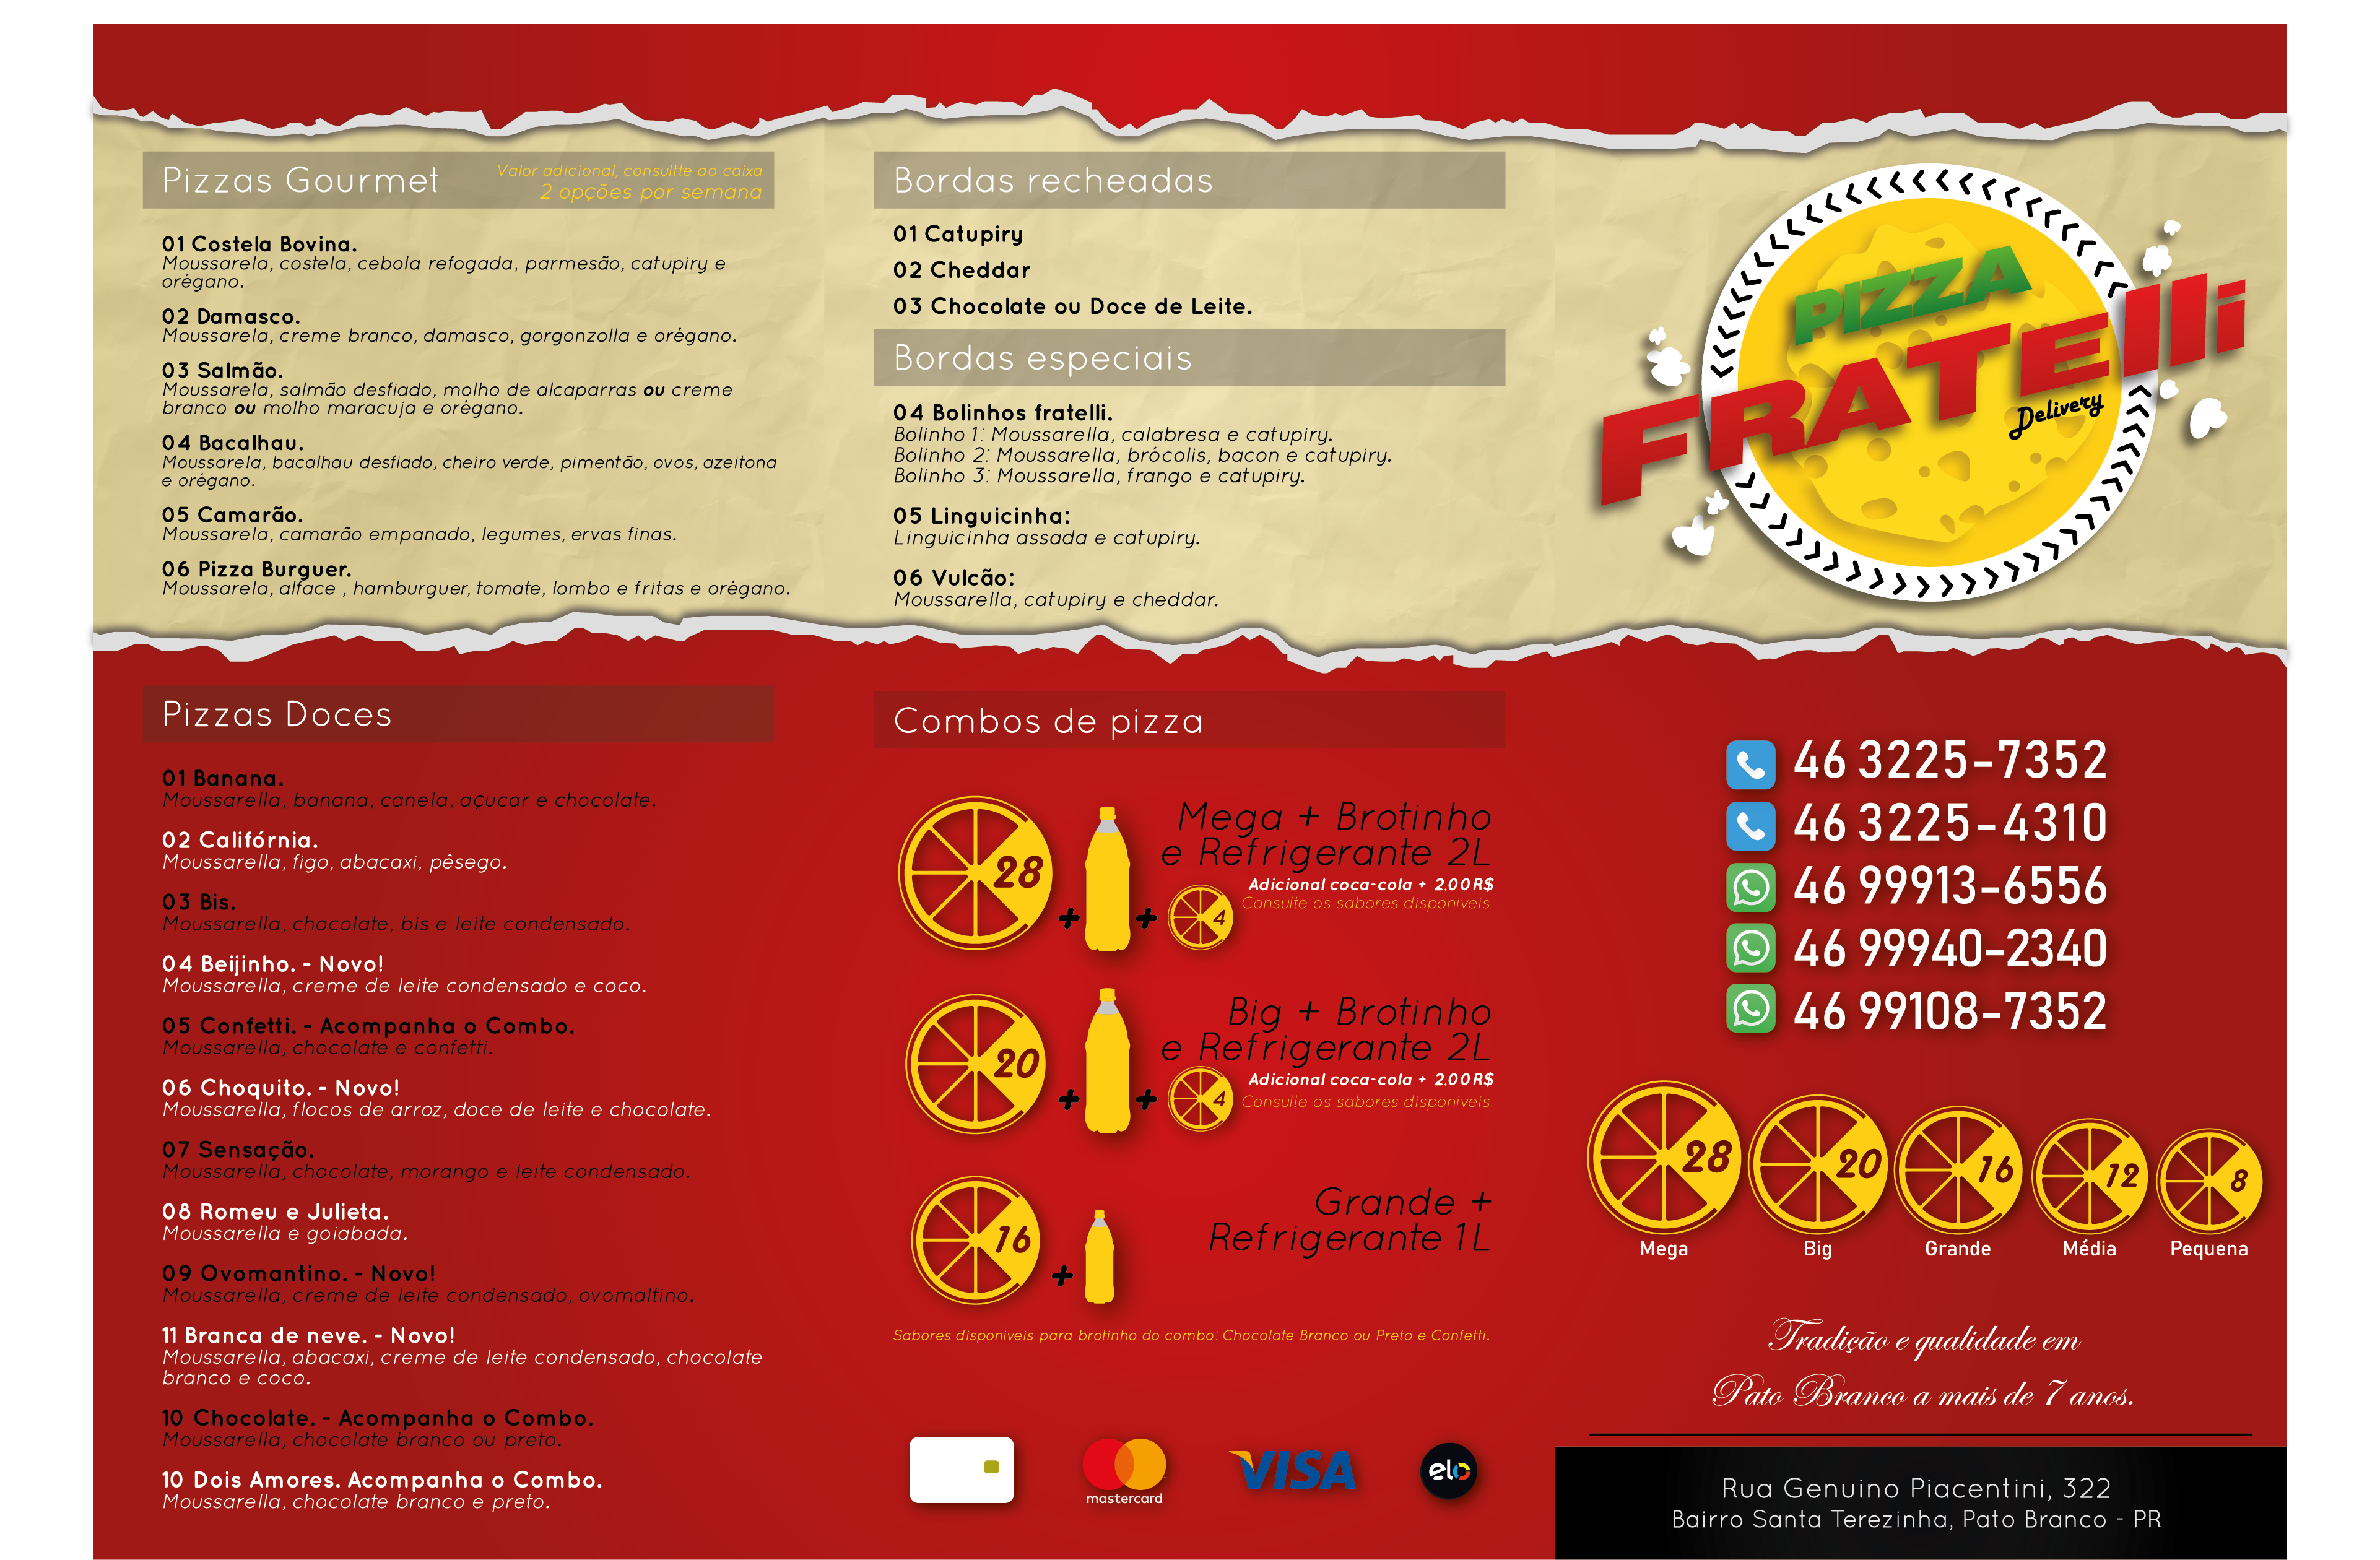 Pizzas Gourmet
Valor adicional, consultte ao caixa
2 opções por semana
01 Costela Bovina.
Moussarela, costela, cebola refogada, parmesão, catupiry e
orégano.
02 Damasco.
Moussarela, creme branco, damasco, gorgonzolla e orégano.
03 Salmão.
Moussarela, salmão desfiado, molho de alcaparras ou creme
branco ou molho maracuja e orégano.
04 Bacalhau.
Moussarela, bacalhau desfiado, cheiro verde, pimentão, ovos, azeitona
e orégano.
05 Camarão.
Moussarela, camarão empanado, legumes, ervas finas.
06 Pizza Burguer.
Moussarela, alface , hamburguer, tomate, lombo e fritas e orégano.
Pizzas Doces
01 Banana.
Moussarella, banana, canela, açucar e chocolate.
02 Califórnia.
Moussarella, figo, abacaxi, pêsego.
03 Bis.
Moussarella, chocolate, bis e leite condensado.
04 Beijinho. - Novo!
Moussarella, creme de leite condensado e coco.
05 Confetti. - Acompanha o Combo.
Moussarella, chocolate e confetti.
06 Choquito. - Novo!
Moussarella, flocos de arroz, doce de leite e chocolate.
07 Sensação.
Moussarella, chocolate, morango e leite condensado.
08 Romeu e Julieta.
Moussarella e goiabada.
09 Ovomantino. - Novo!
Moussarella, creme de leite condensado, ovomaltino.
11 Branca de neve. - Novo!
Moussarella, abacaxi, creme de leite condensado, chocolate
branco e coco.
10 Chocolate. - Acompanha o Combo.
Moussarella, chocolate branco ou preto.
10 Dois Amores. Acompanha o Combo.
Moussarella, chocolate branco e preto.
Bordas recheadas
01 Catupiry
02 Cheddar
03 Chocolate ou Doce de Leite.
Bordas especiais
04 Bolinhos fratelli.
Bolinho 1: Moussarella, calabresa e catupiry.
Bolinho 2: Moussarella, brócolis, bacon e catupiry.
Bolinho 3: Moussarella, frango e catupiry.
05 Linguicinha:
Linguicinha assada e catupiry.
06 Vulcão:
Moussarella, catupiry e cheddar.
Combos de pizza
28
+
+
4
Mega + Brotinho
e Refrigerante 2L
Adicional coca-cola + 2,00R$
Consulte os sabores disponiveis.
20
+
+
4
Big + Brotinho
e Refrigerante 2L
Adicional coca-cola + 2,00R$
Consulte os sabores disponiveis.
16
+
Grande +
Refrigerante 1L
Sabores disponiveis para brotinho do combo: Chocolate Branco ou Preto e Confetti.
mastercard
VISA
elo
PIZZA
FRATElli
Delivery
46 3225-7352
46 3225-4310
46 99913-6556
46 99940-2340
46 99108-7352
28 20 16 12 8
Mega Big Grande Média Pequena
Tradição e qualidade em
Pato Branco a mais de 7 anos.
Rua Genuino Piacentini, 322
Bairro Santa Terezinha, Pato Branco - PR